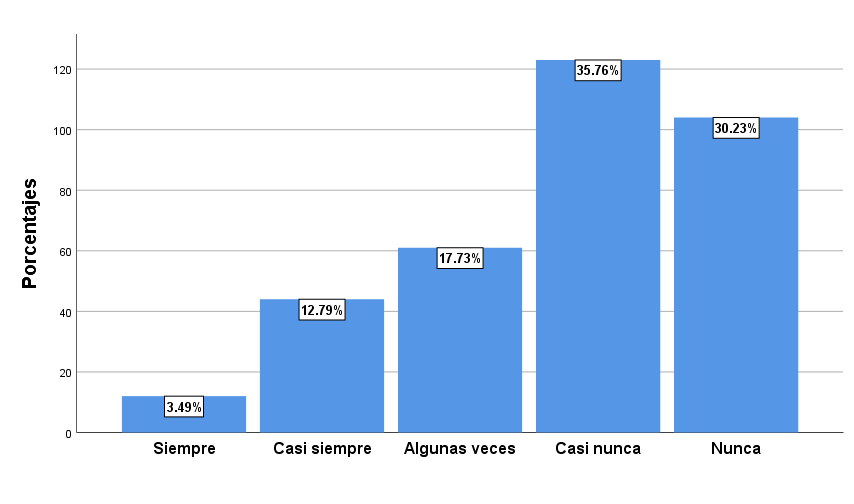 Porcentajes
120
100
80
60
40
20
0
3.49%
12.79%
17.73%
35.76%
30.23%
Siempre
Casi siempre
Algunas veces
Casi nunca
Nunca